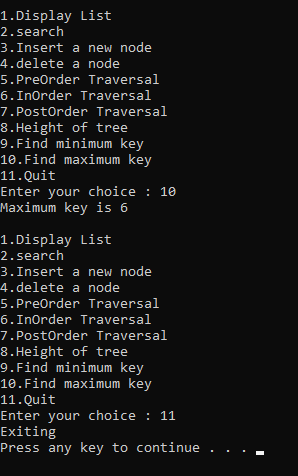 1.Display List
2.search
3.Insert a new node
4.delete a node
5.PreOrder Traversal
6.InOrder Traversal
7.PostOrder Traversal
8.Height of tree
9.Find minimum key
10.Find maximum key
11.Quit
Enter your choice : 10
Maximum key is 6
1.Display List
2.search
3.Insert a new node
4.delete a node
5.PreOrder Traversal
6.InOrder Traversal
7.PostOrder Traversal
8.Height of tree
9.Find minimum key
10.Find maximum key
11.Quit
Enter your choice : 11
Exiting
Press any key to continue . . .